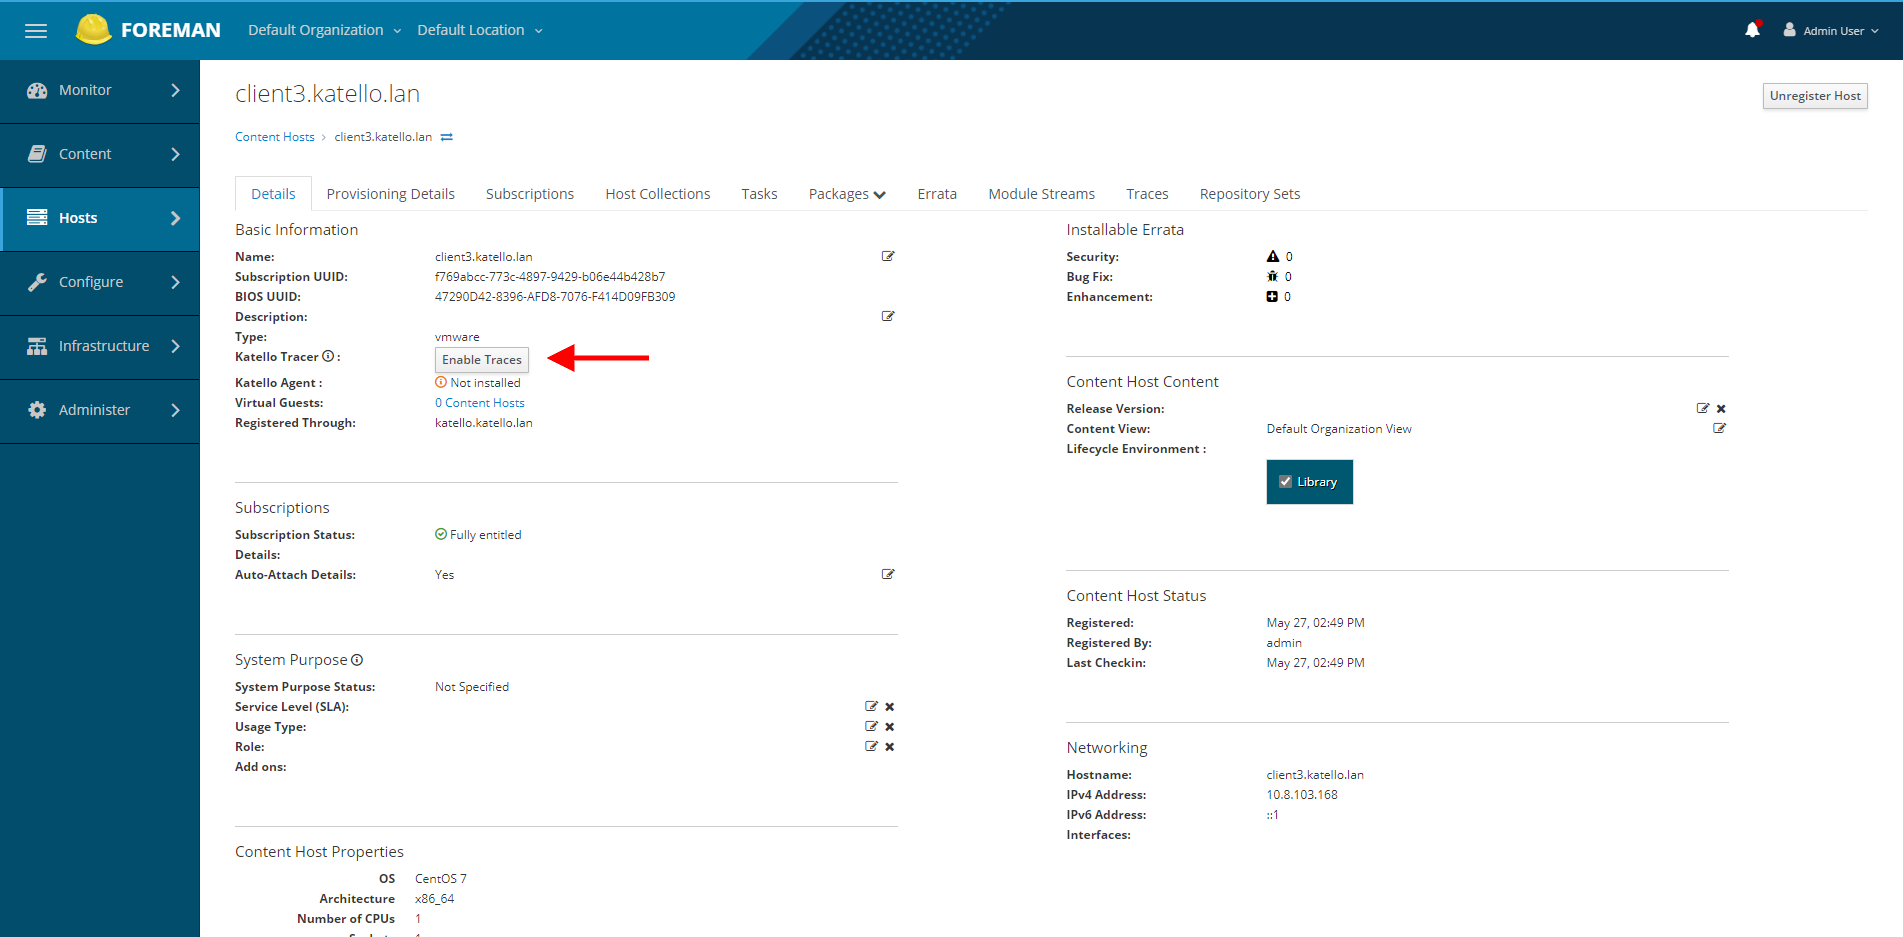 FOREMAN
Default Organization
Default Location
Admin User
Monitor
Content
Hosts
Configure
Infrastructure
Administer
client3.katello.lan
Unregister Host
Content Hosts › client3.katello.lan
Details
Provisioning Details
Subscriptions
Host Collections
Tasks
Packages
Errata
Module Streams
Traces
Repository Sets
Basic Information
Name: client3.katello.lan
Subscription UUID: f769abcc-773c-4897-9429-b06e44b428b7
BIOS UUID: 47290D42-8396-AFD8-7076-F414D09FB309
Description:
Type: vmware
Katello Tracer : Enable Traces
Katello Agent : Not installed
Virtual Guests: 0 Content Hosts
Registered Through: katello.katello.lan
Subscriptions
Subscription Status: Fully entitled
Details:
Auto-Attach Details: Yes
System Purpose
System Purpose Status: Not Specified
Service Level (SLA):
Usage Type:
Role:
Add ons:
Content Host Properties
OS CentOS 7
Architecture x86_64
Number of CPUs 1
Installable Errata
Security: 0
Bug Fix: 0
Enhancement: 0
Content Host Content
Release Version:
Content View: Default Organization View
Lifecycle Environment :
Library
Content Host Status
Registered: May 27, 02:49 PM
Registered By: admin
Last Checkin: May 27, 02:49 PM
Networking
Hostname: client3.katello.lan
IPv4 Address: 10.8.103.168
IPv6 Address: ::1
Interfaces: